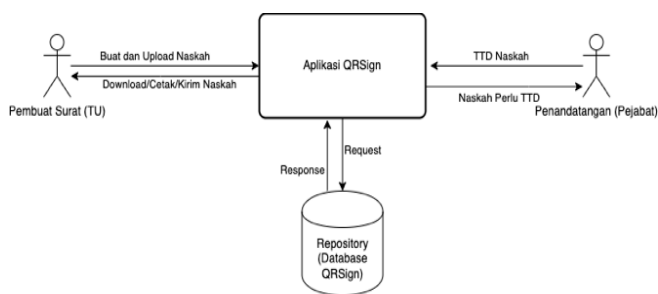 Buat dan Upload Naskah
Download/Cetak/Kirim Naskah
Pembuat Surat (TU)
Aplikasi QRSign
TTD Naskah
Naskah Perlu TTD
Penandatangan (Pejabat)
Request
Response
Repository
(Database
QRSign)